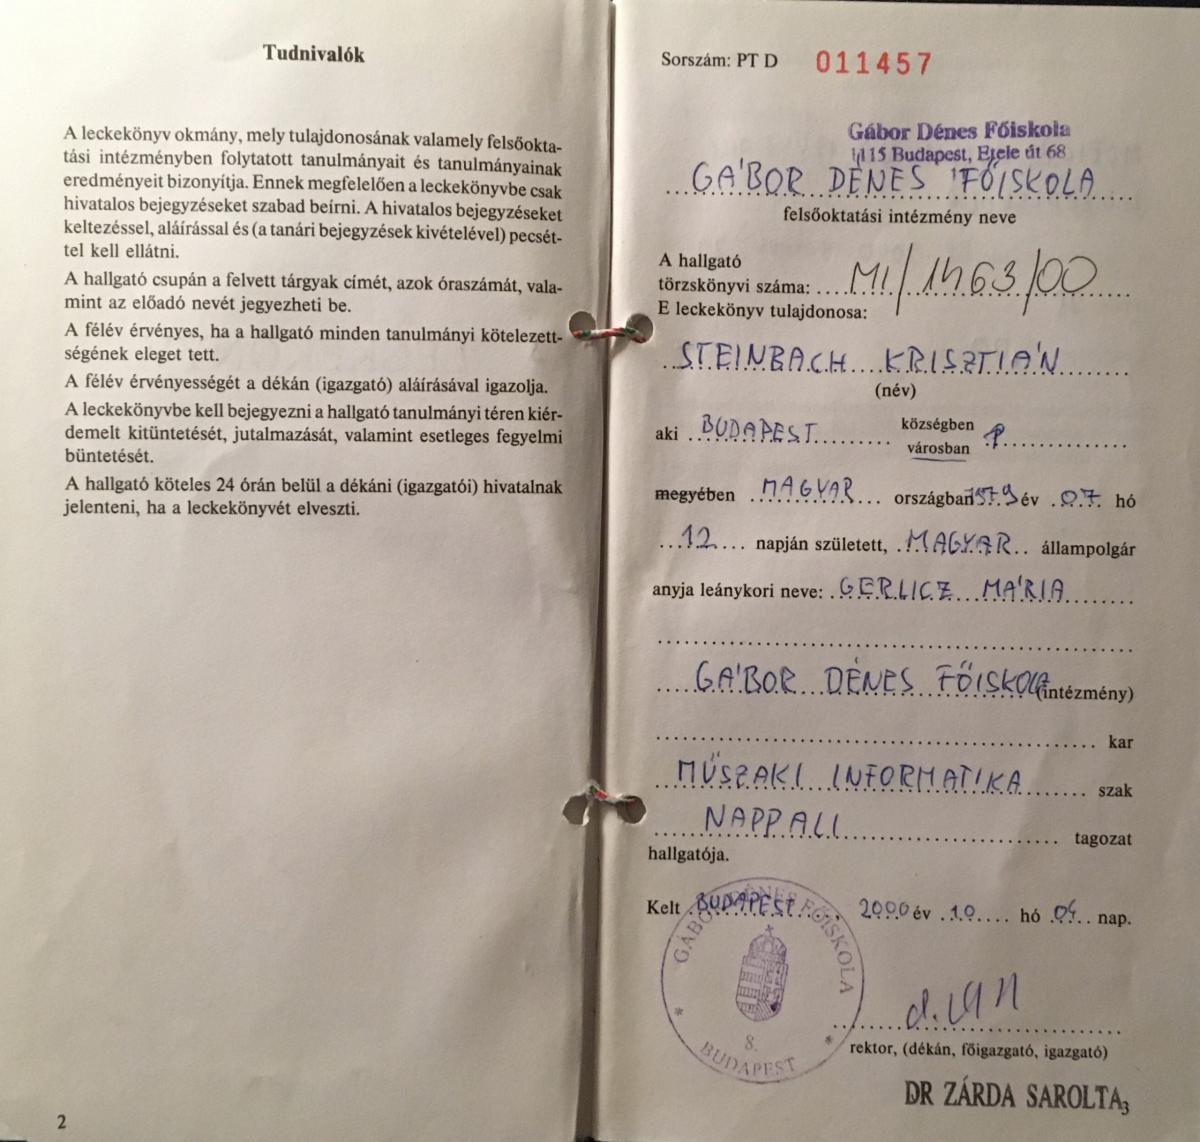 Tudnivalók
A leckekönyv okmány, mely tulajdonosának valamely felsőokta-
tási intézményben folytatott tanulmányait és tanulmányainak
eredményeit bizonyítja. Ennek megfelelően a leckekönyvbe csak
hivatalos bejegyzéseket szabad beírni. A hivatalos bejegyzéseket
keltezéssel, aláírással és (a tanári bejegyzések kivételével) pecsét-
tel kell ellátni.
A hallgató csupán a felvett tárgyak címét, azok óraszámát, vala-
mint az előadó nevét jegyezheti be.
A félév érvényes, ha a hallgató minden tanulmányi kötelezett-
ségének eleget tett.
A félév érvényességét a dékán (igazgató) aláírásával igazolja.
A leckekönyvbe kell bejegyezni a hallgató tanulmányi téren kiér-
demelt kitüntetését, jutalmazását, valamint esetleges fegyelmi
büntetését.
A hallgató köteles 24 órán belül a dékáni (igazgatói) hivatalnak
jelenteni, ha a leckekönyvét elveszti.
2
Sorszám: PT D 011457
Gábor Dénes Főiskola
1115 Budapest, Etele út 68
GÁBOR DÉNES FŐISKOLA
felsőoktatási intézmény neve
A hallgató
törzskönyvi száma: MI/1463/00
E leckekönyv tulajdonosa:
STEINBACH KRISZTIÁN
(név)
aki BUDAPEST községben
városban
megyében MAGYAR országban 1979 év 07 hó
12 napján született, MAGYAR állampolgár
anyja leánykori neve: GERLICZ MÁRIA
GÁBOR DÉNES FŐISKOLA (intézmény)
kar
MŰSZAKI INFORMATIKA szak
NAPPALI tagozat
hallgatója.
Kelt BUDAPEST, 2000 év 10 hó 04 nap.
GÁBOR DÉNES FŐISKOLA
8.
* BUDAPEST *
rektor, (dékán, főigazgató, igazgató)
DR ZÁRDA SAROLTA
3